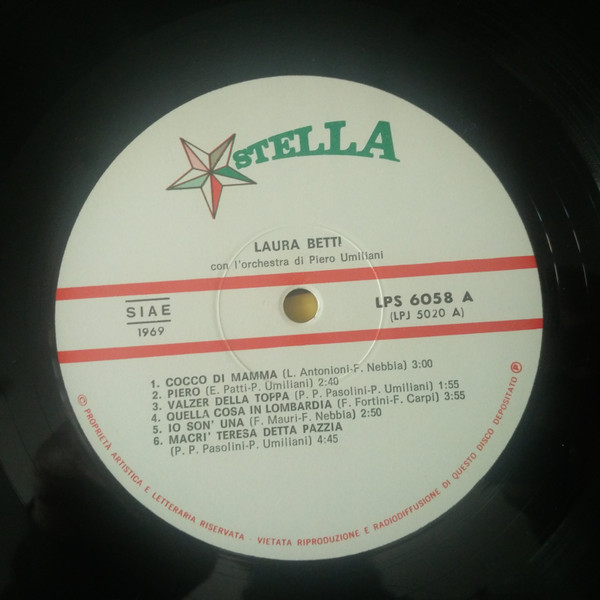 STELLA
LAURA BETTI
con l'orchestra di Piero Umiliani
SIAE
1969
LPS 6058 A
(LPJ 5020 A)
1. COCCO DI MAMMA (L. Antonioni-F. Nebbia) 3:00
2. PIERO (E. Patti-P. Umiliani) 2:40
3. VALZER DELLA TOPPA (P. P. Pasolini-P. Umiliani) 1:55
4. QUELLA COSA IN LOMBARDIA (F. Fortini-F. Carpi) 3:55
5. IO SON' UNA (F. Mauri-F. Nebbia) 2:50
6. MACRI' TERESA DETTA PAZZIA
(P. P. Pasolini-P. Umiliani) 4:45
© PROPRIETÀ ARTISTICA E LETTERARIA RISERVATA - VIETATA RIPRODUZIONE E RADIODIFFUSIONE DI QUESTO DISCO DEPOSITATO ℗